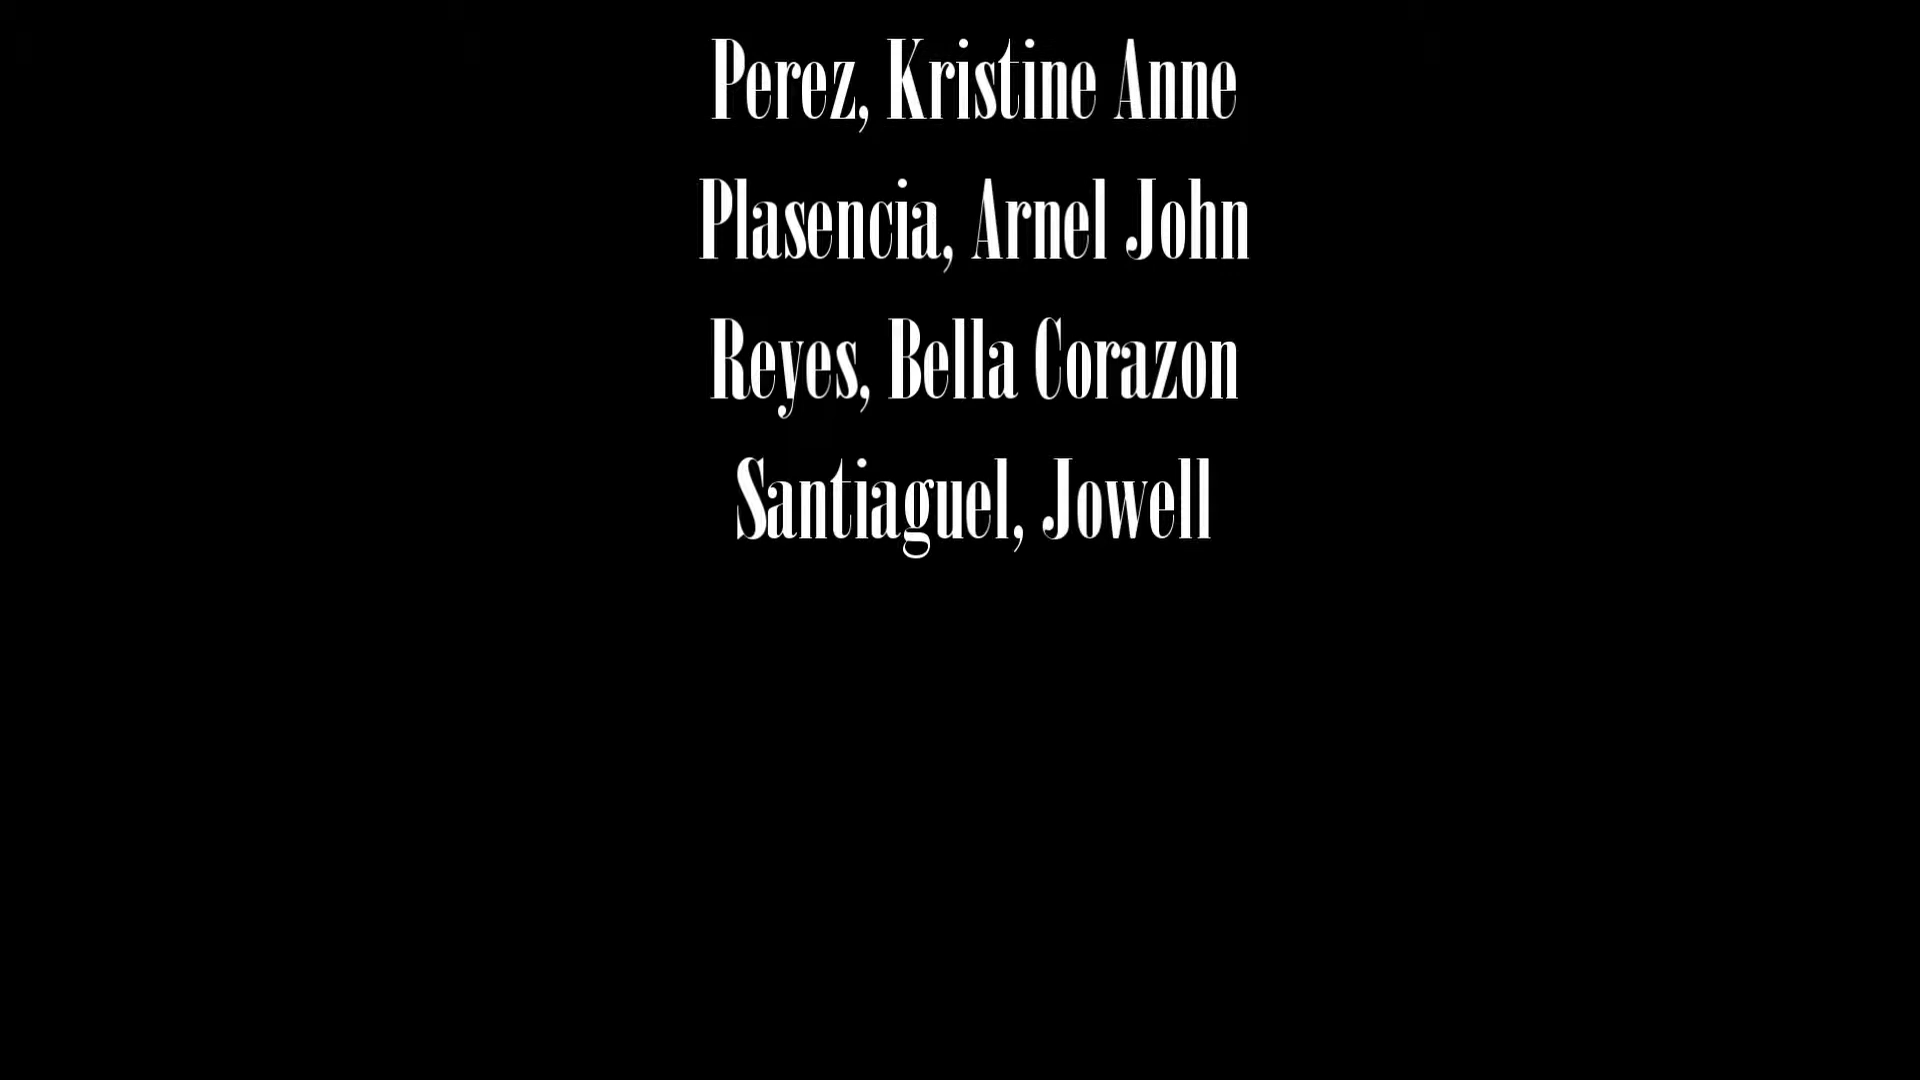 Perez, Kristine Anne
Plasencia, Arnel John
Reyes, Bella Corazon
Santiaguel, Jowell